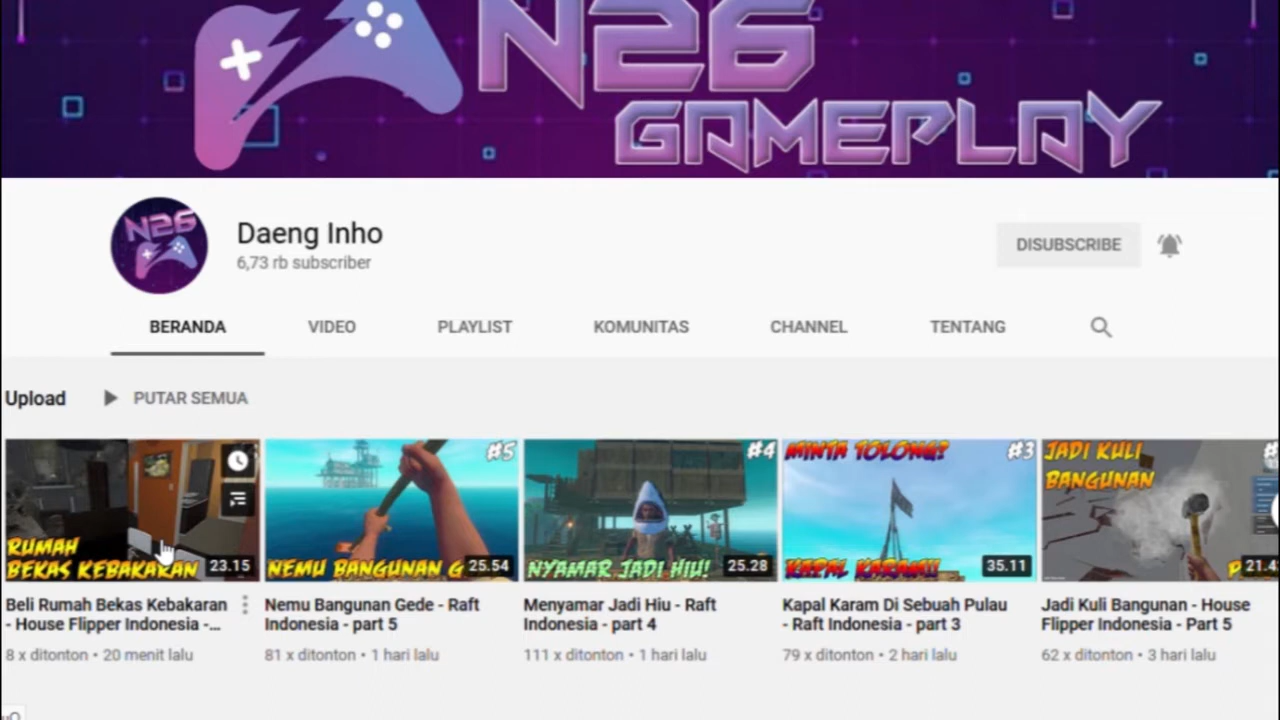 N26
GAMEPLAY
N26
Daeng Inho
6,73 rb subscriber
DISUBSCRIBE
BERANDA
VIDEO
PLAYLIST
KOMUNITAS
CHANNEL
TENTANG
Upload
PUTAR SEMUA
RUMAH
BEKAS KEBAKARAN
23.15
#5
NEMU BANGUNAN G
25.54
#4
NYAMAR JADI HIU!
25.28
MINTA TOLONG?
#3
KAPAL KARAM!!
35.11
JADI KULI
BANGUNAN
Beli Rumah Bekas Kebakaran
- House Flipper Indonesia -...
8 x ditonton • 20 menit lalu
Nemu Bangunan Gede - Raft
Indonesia - part 5
81 x ditonton • 1 hari lalu
Menyamar Jadi Hiu - Raft
Indonesia - part 4
111 x ditonton • 1 hari lalu
Kapal Karam Di Sebuah Pulau
- Raft Indonesia - part 3
79 x ditonton • 2 hari lalu
Jadi Kuli Bangunan - House
Flipper Indonesia - Part 5
62 x ditonton • 3 hari lalu